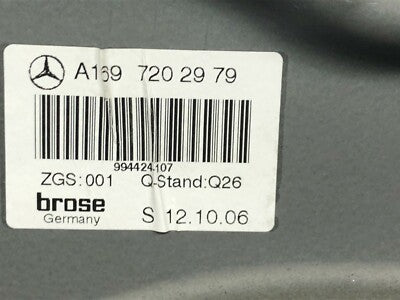 A169 720 29 79
994424107
ZGS:001 Q-Stand:Q26
brose
Germany S 12.10.06